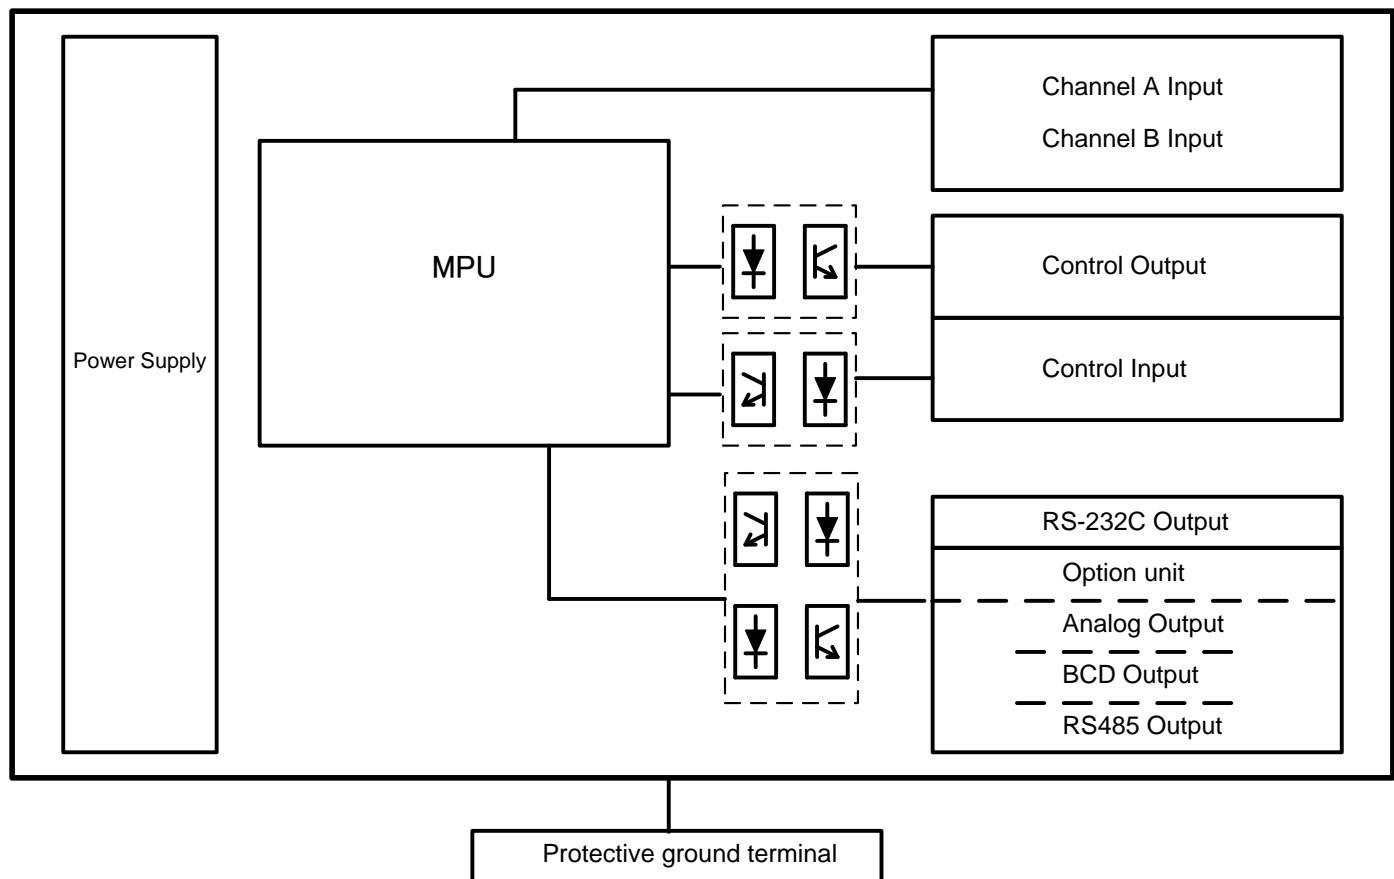 Channel A Input
Channel B Input
MPU
Control Output
Power Supply
Control Input
RS-232C Output
Option unit
Analog Output
BCD Output
RS485 Output
Protective ground terminal